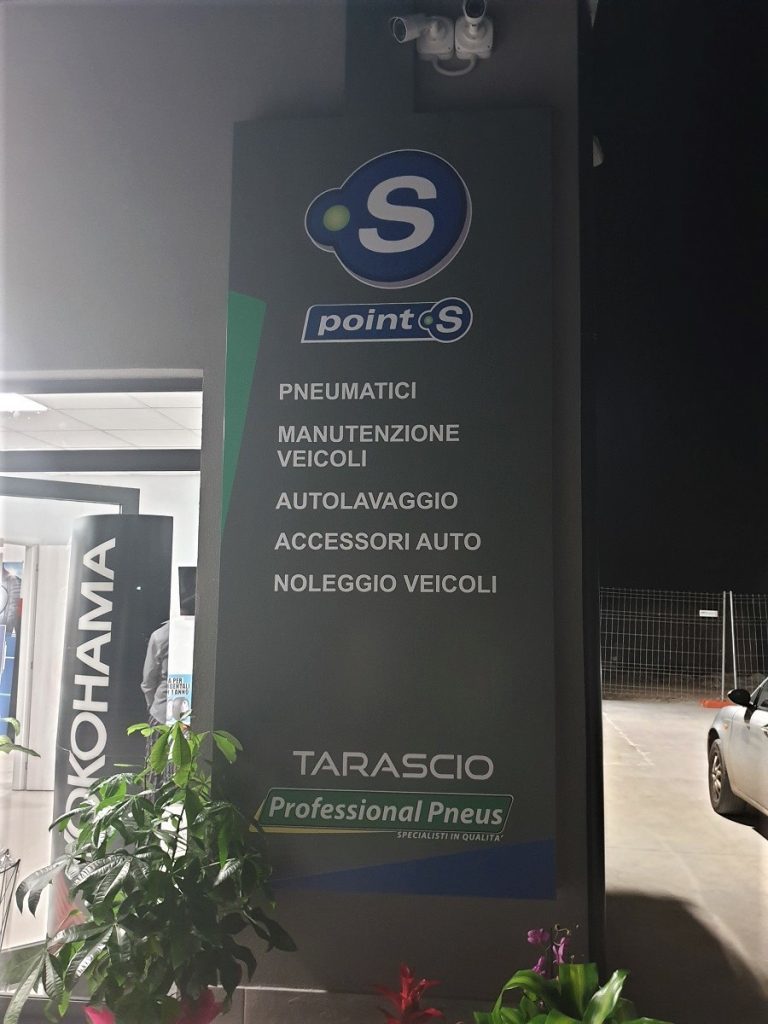 S
point S
PNEUMATICI
MANUTENZIONE
VEICOLI
AUTOLAVAGGIO
ACCESSORI AUTO
NOLEGGIO VEICOLI
TARASCIO
Professional Pneus
SPECIALISTI IN QUALITA'
YOKOHAMA